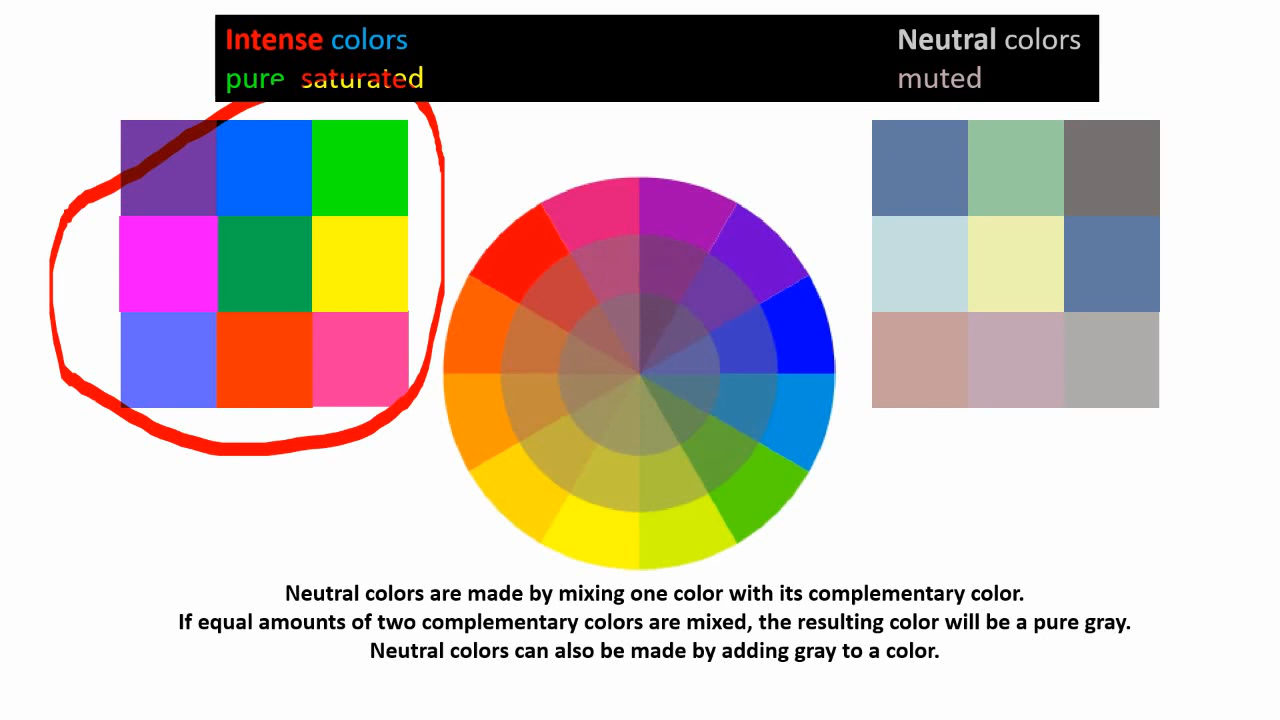 Intense colors
pure saturated
Neutral colors
muted
Neutral colors are made by mixing one color with its complementary color.
If equal amounts of two complementary colors are mixed, the resulting color will be a pure gray.
Neutral colors can also be made by adding gray to a color.